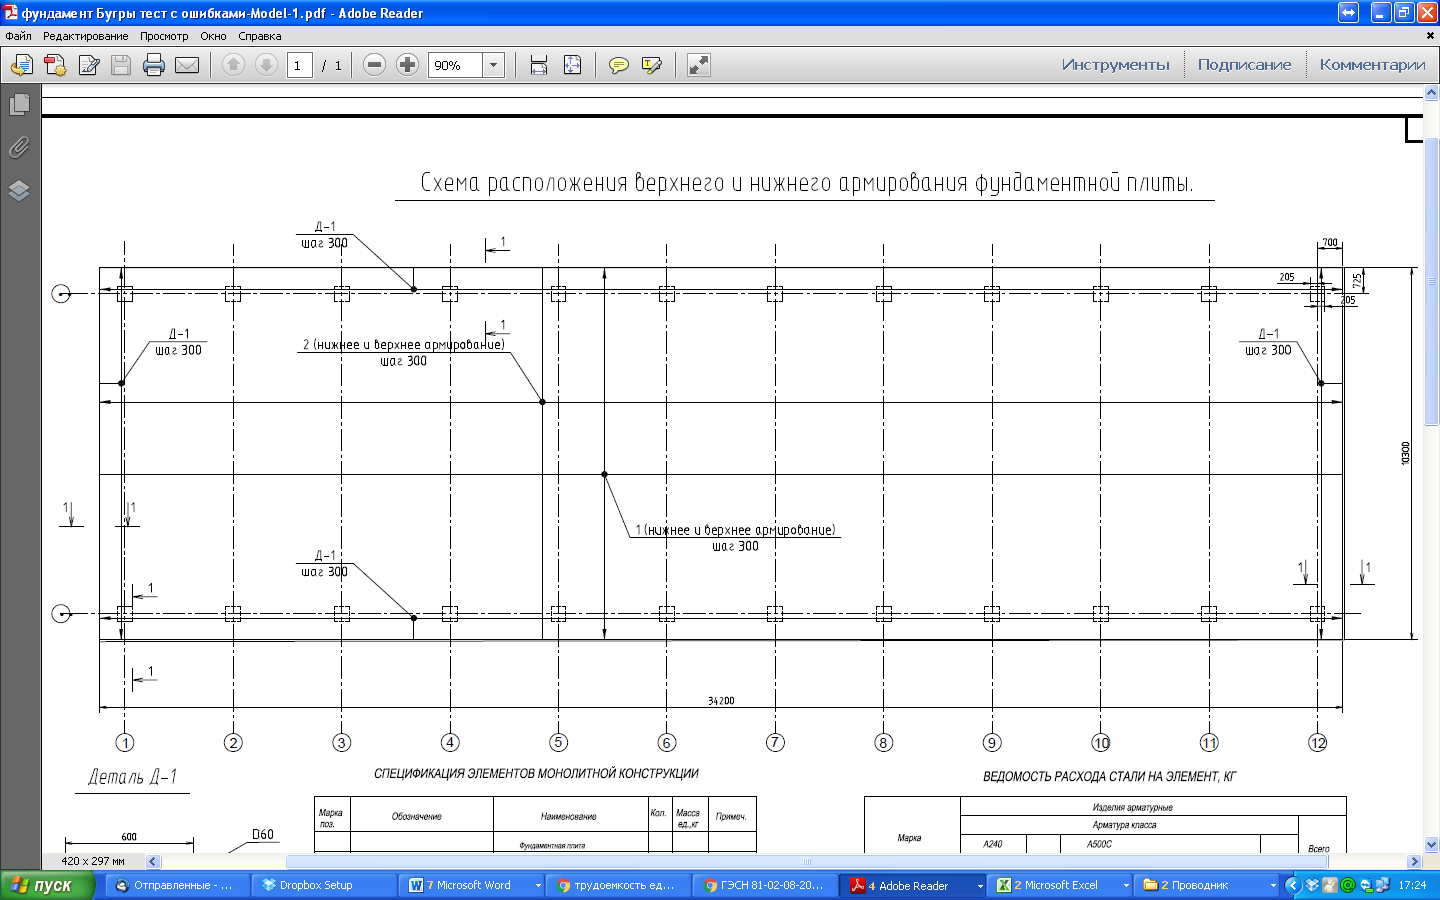 фундамент Бугры тест с ошибками-Model-1.pdf - Adobe Reader
Файл Редактирование Просмотр Окно Справка
1 / 1 90% Инструменты Подписание Комментарии
Схема расположения верхнего и нижнего армирования фундаментной плиты.
Д-1
шаг 300
1
700
205
725
205
1
Д-1
шаг 300
2 (нижнее и верхнее армирование)
шаг 300
Д-1
шаг 300
10300
1 1
1 (нижнее и верхнее армирование)
шаг 300
Д-1
шаг 300
1 1
1
1
34200
1 2 3 4 5 6 7 8 9 10 11 12
Деталь Д-1
СПЕЦИФИКАЦИЯ ЭЛЕМЕНТОВ МОНОЛИТНОЙ КОНСТРУКЦИИ
ВЕДОМОСТЬ РАСХОДА СТАЛИ НА ЭЛЕМЕНТ, КГ
600
Марка поз. Обозначение Наименование Кол. Масса ед.,кг Примеч.
Фундаментная плита
Марка
Изделия арматурные
Арматура класса
А240 А500С
Всего
420 x 297 мм
пуск Отправленные - ... Dropbox Setup 7 Microsoft Word трудоемкость ед... ГЭСН 81-02-08-20... 4 Adobe Reader 2 Microsoft Excel 2 Проводник 17:24